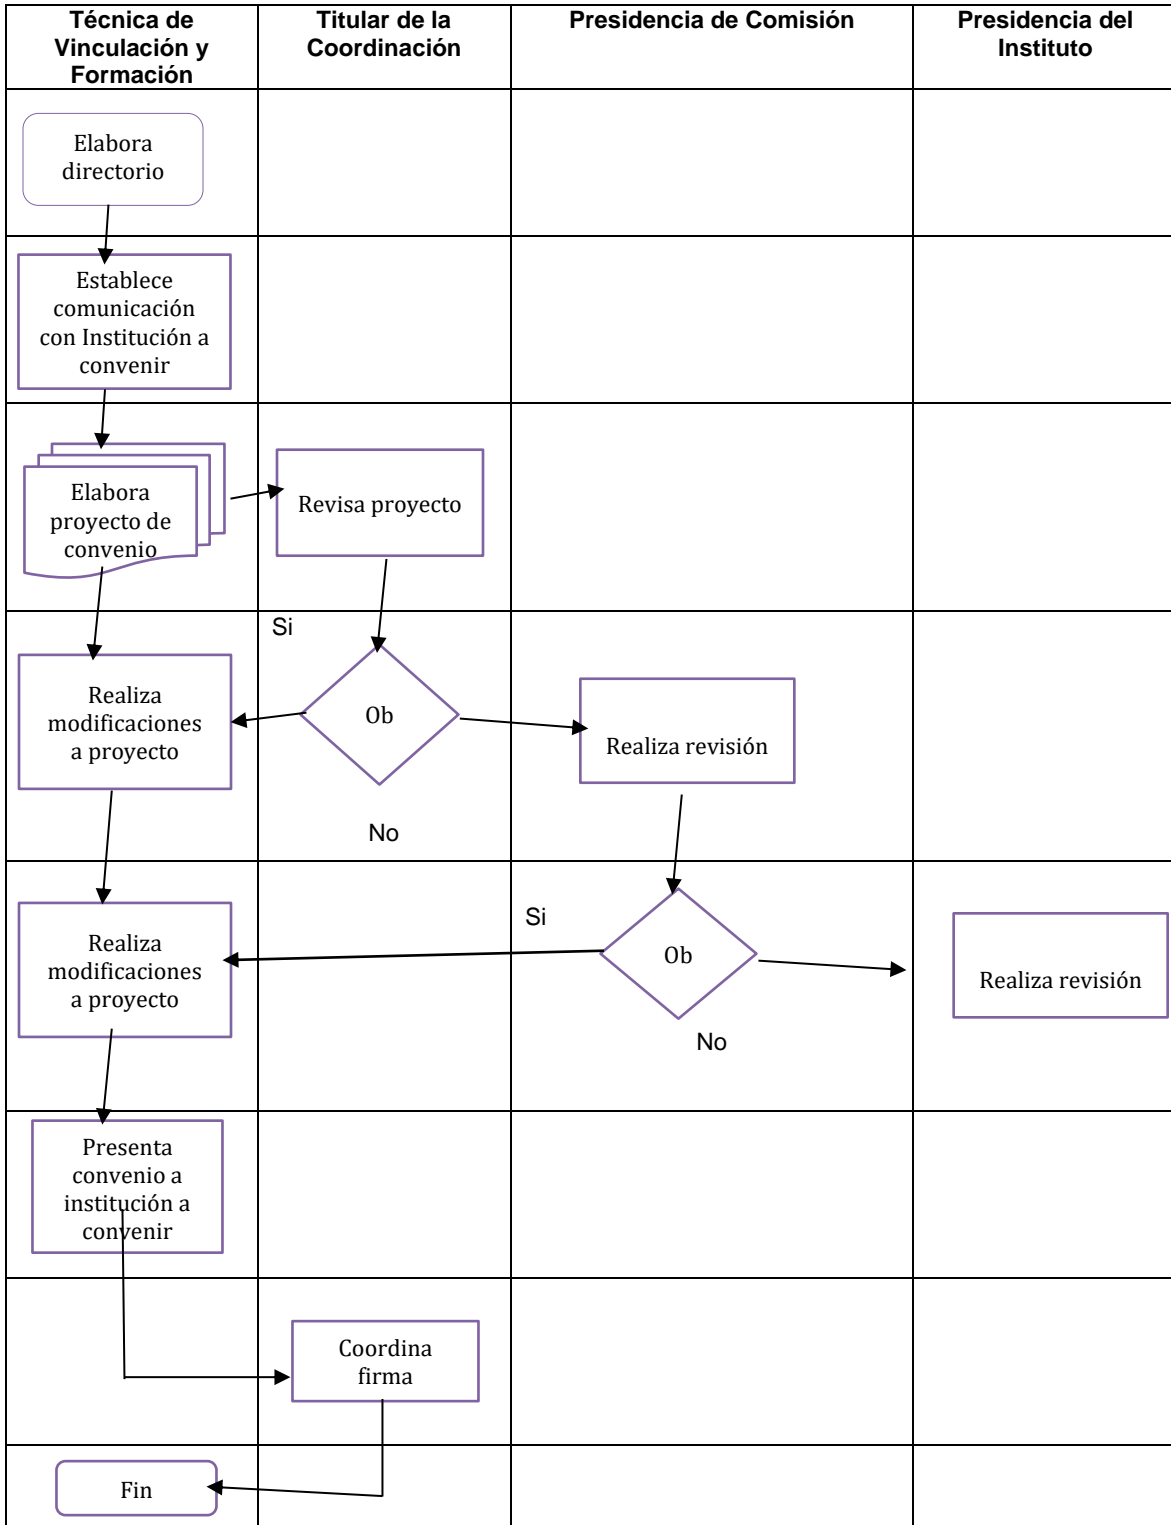 Técnica de
Vinculación y
Formación
Titular de la
Coordinación
Presidencia de Comisión
Presidencia del
Instituto
Elabora
directorio
Establece
comunicación
con Institución a
convenir
Elabora
proyecto de
convenio
Revisa proyecto
Si
Realiza
modificaciones
a proyecto
Ob
Realiza revisión
No
Si
Realiza
modificaciones
a proyecto
Ob
Realiza revisión
No
Presenta
convenio a
institución a
convenir
Coordina
firma
Fin